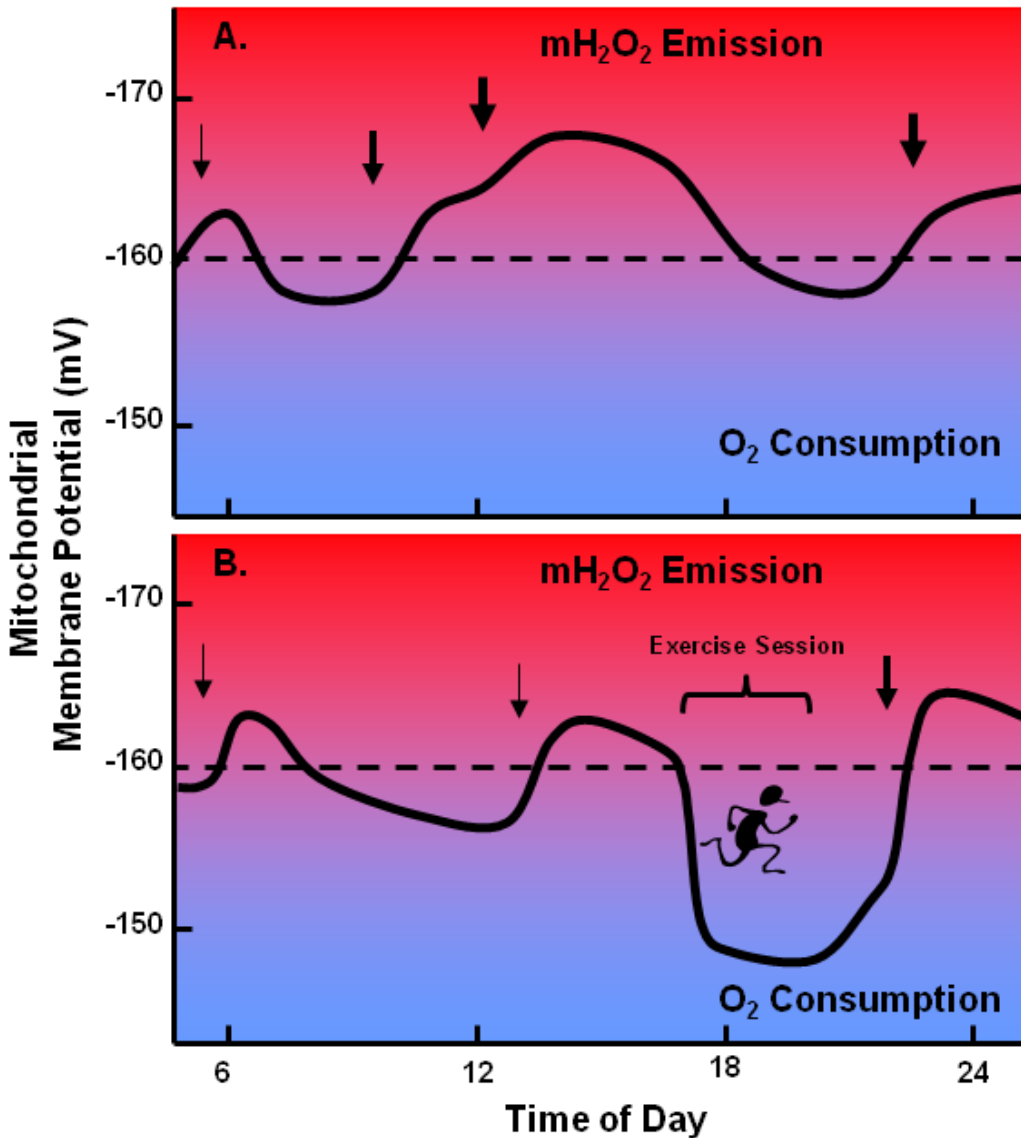 A.
mH₂O₂ Emission
-170
-160
-150
O₂ Consumption
B.
mH₂O₂ Emission
-170
Exercise Session
-160
-150
O₂ Consumption
6
12
18
24
Time of Day
Mitochondrial
Membrane Potential (mV)